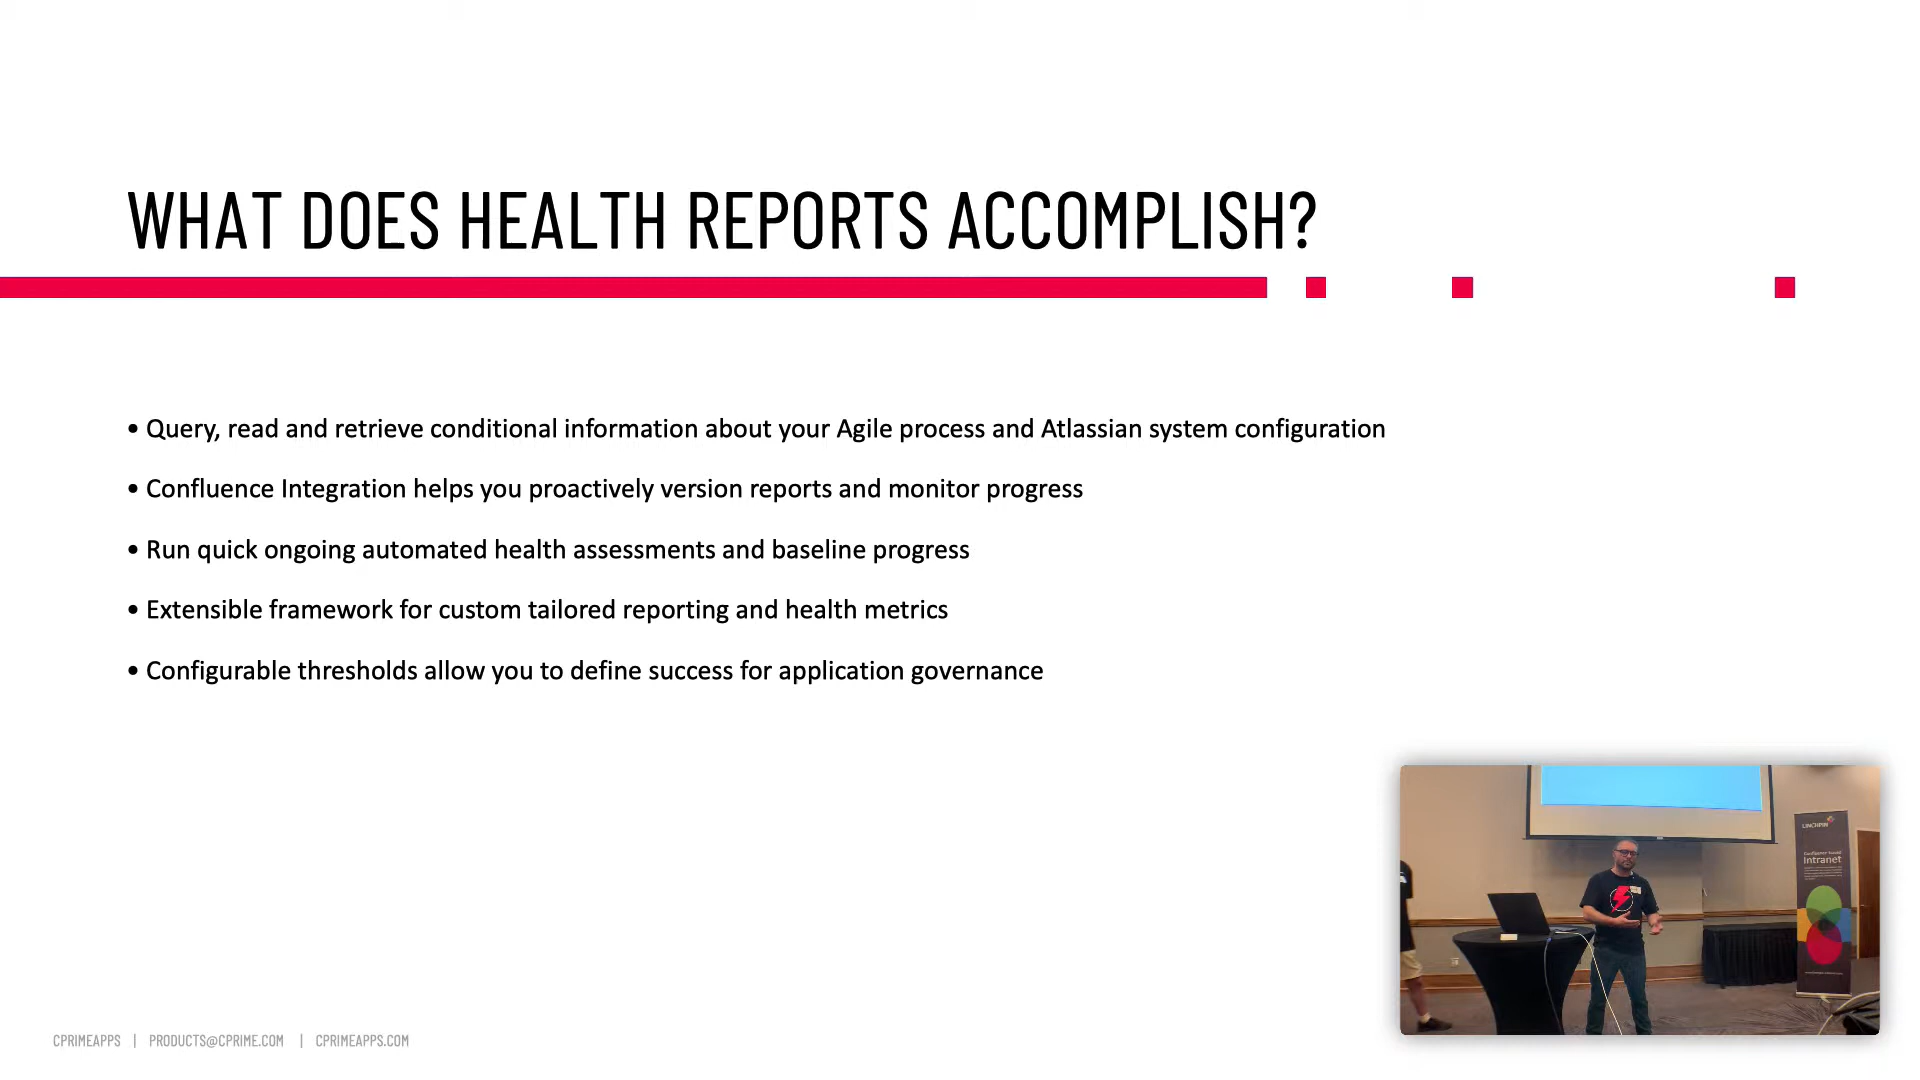 WHAT DOES HEALTH REPORTS ACCOMPLISH?
• Query, read and retrieve conditional information about your Agile process and Atlassian system configuration
• Confluence Integration helps you proactively version reports and monitor progress
• Run quick ongoing automated health assessments and baseline progress
• Extensible framework for custom tailored reporting and health metrics
• Configurable thresholds allow you to define success for application governance
LINCHPIN
Intranet
CPRIMEAPPS | PRODUCTS@CPRIME.COM | CPRIMEAPPS.COM